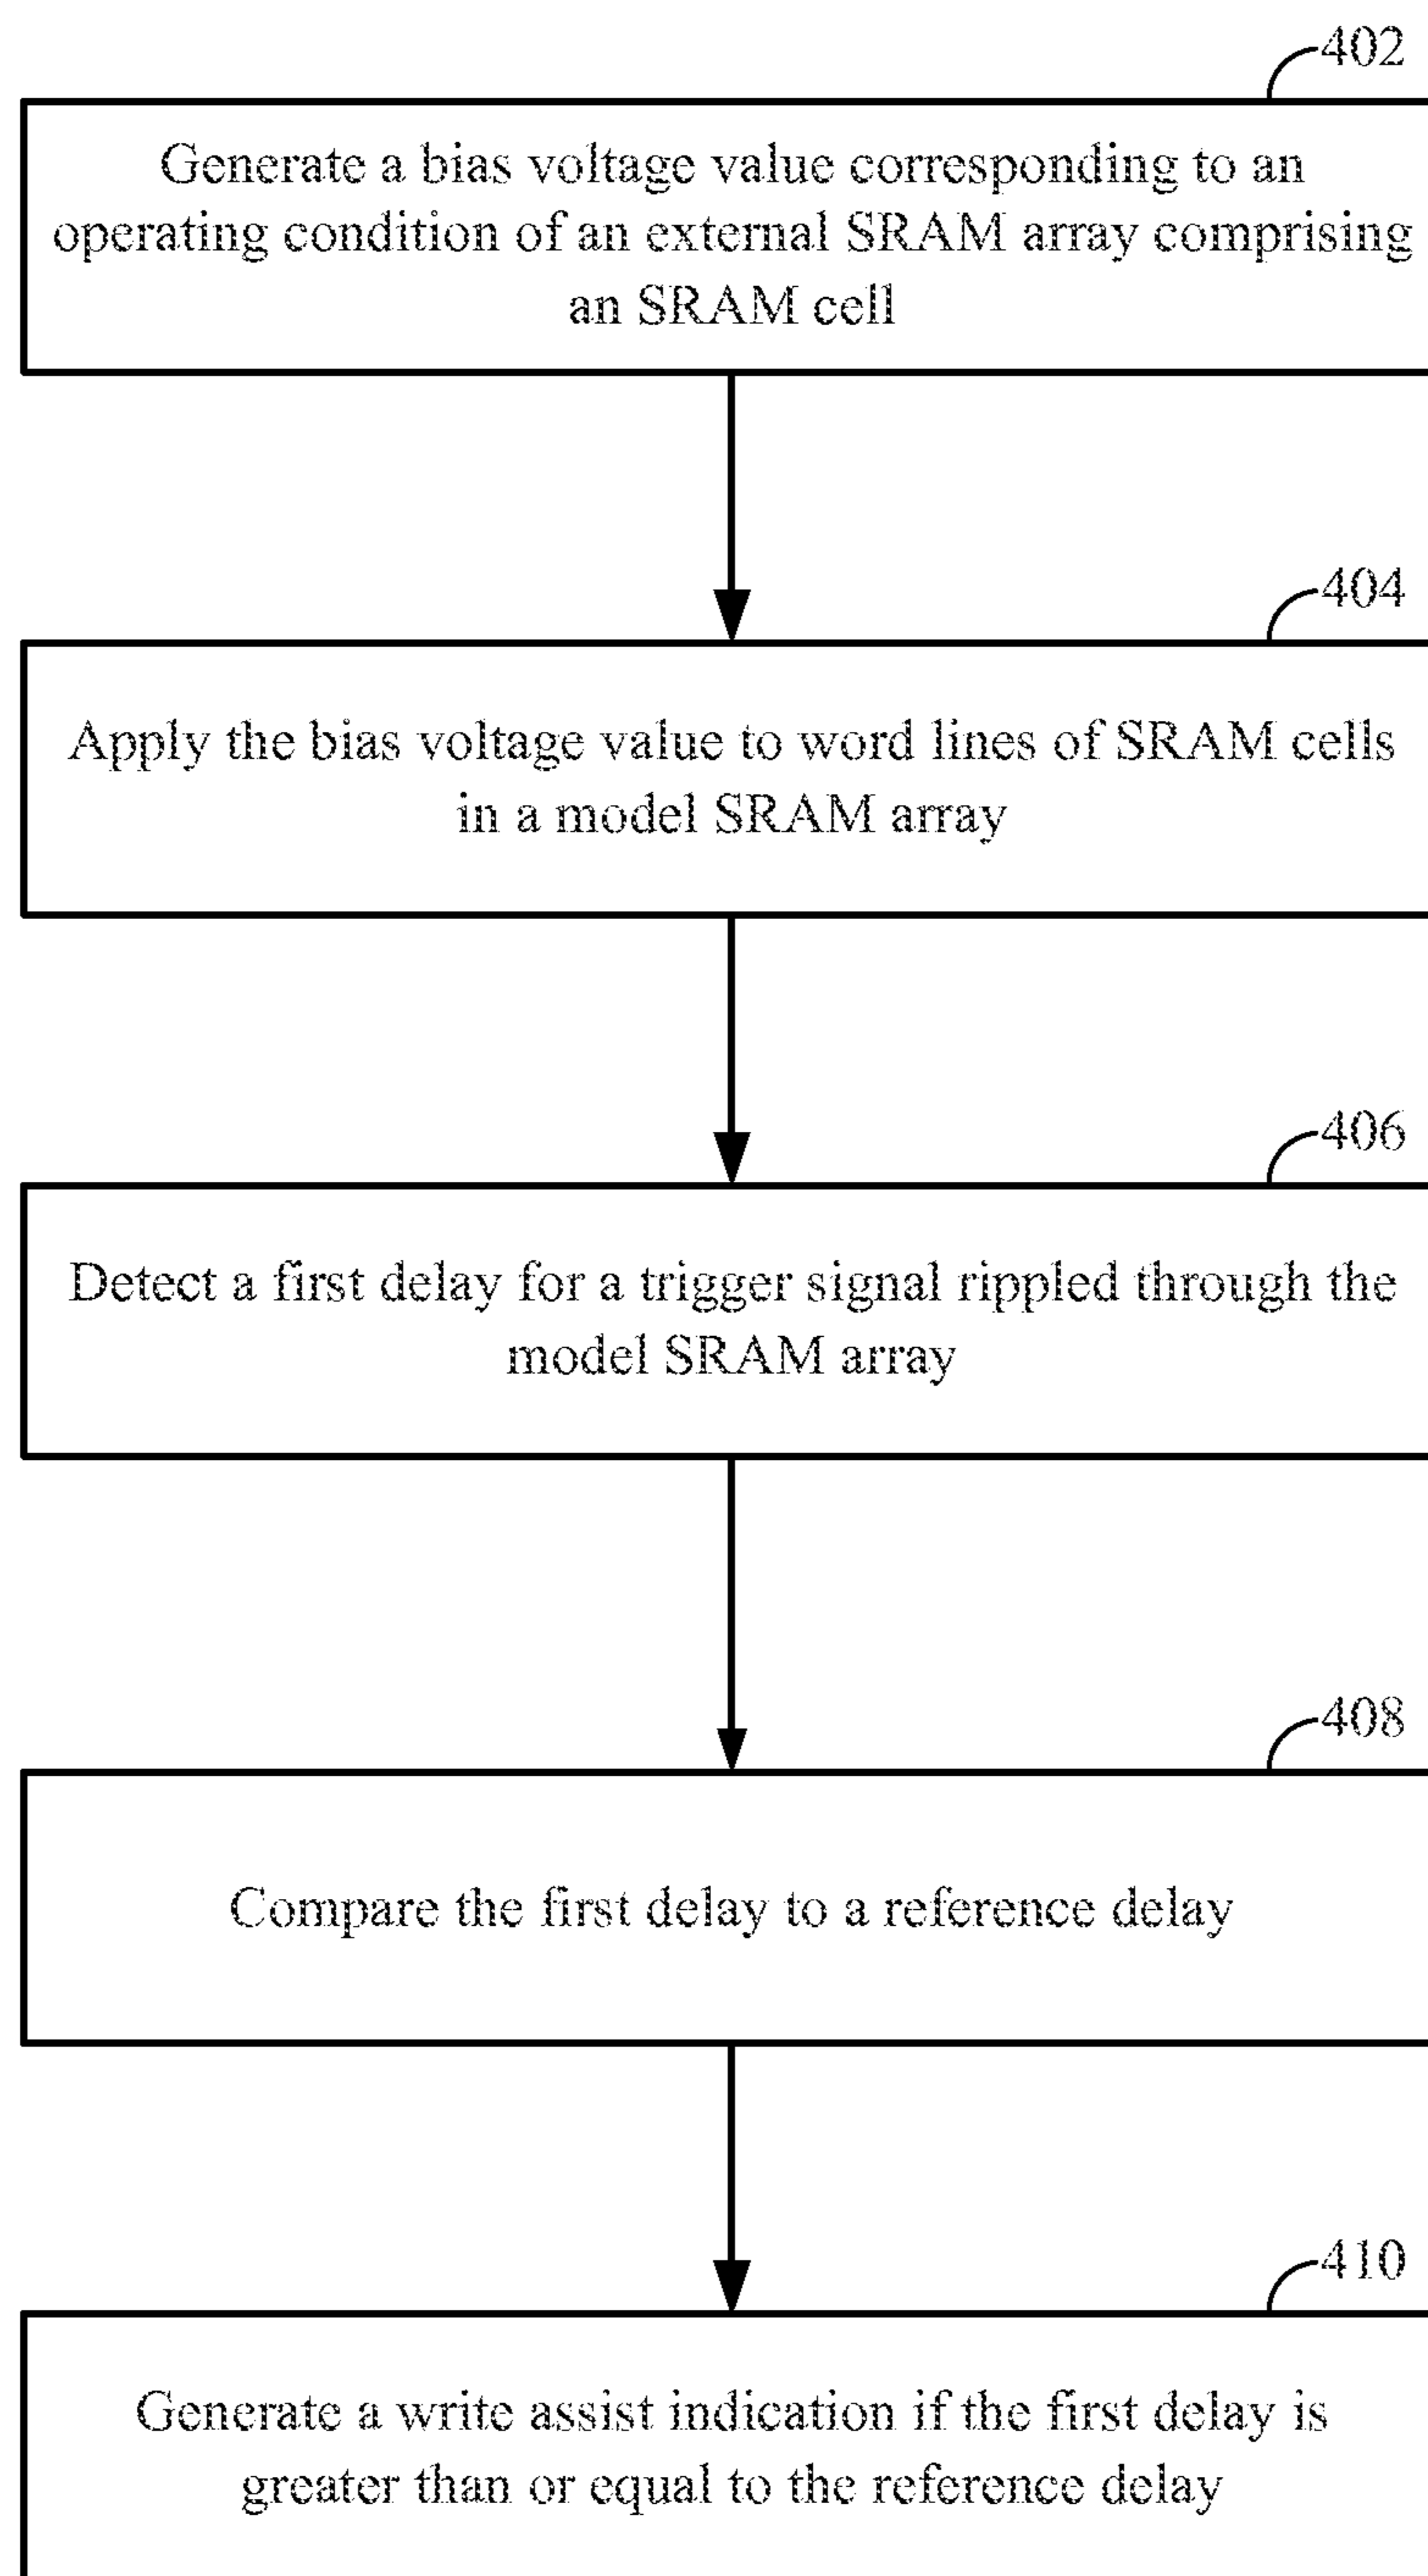 402
Generate a bias voltage value corresponding to an
operating condition of an external SRAM array comprising
an SRAM cell
404
Apply the bias voltage value to word lines of SRAM cells
in a model SRAM array
406
Detect a first delay for a trigger signal rippled through the
model SRAM array
408
Compare the first delay to a reference delay
410
Generate a write assist indication if the first delay is
greater than or equal to the reference delay